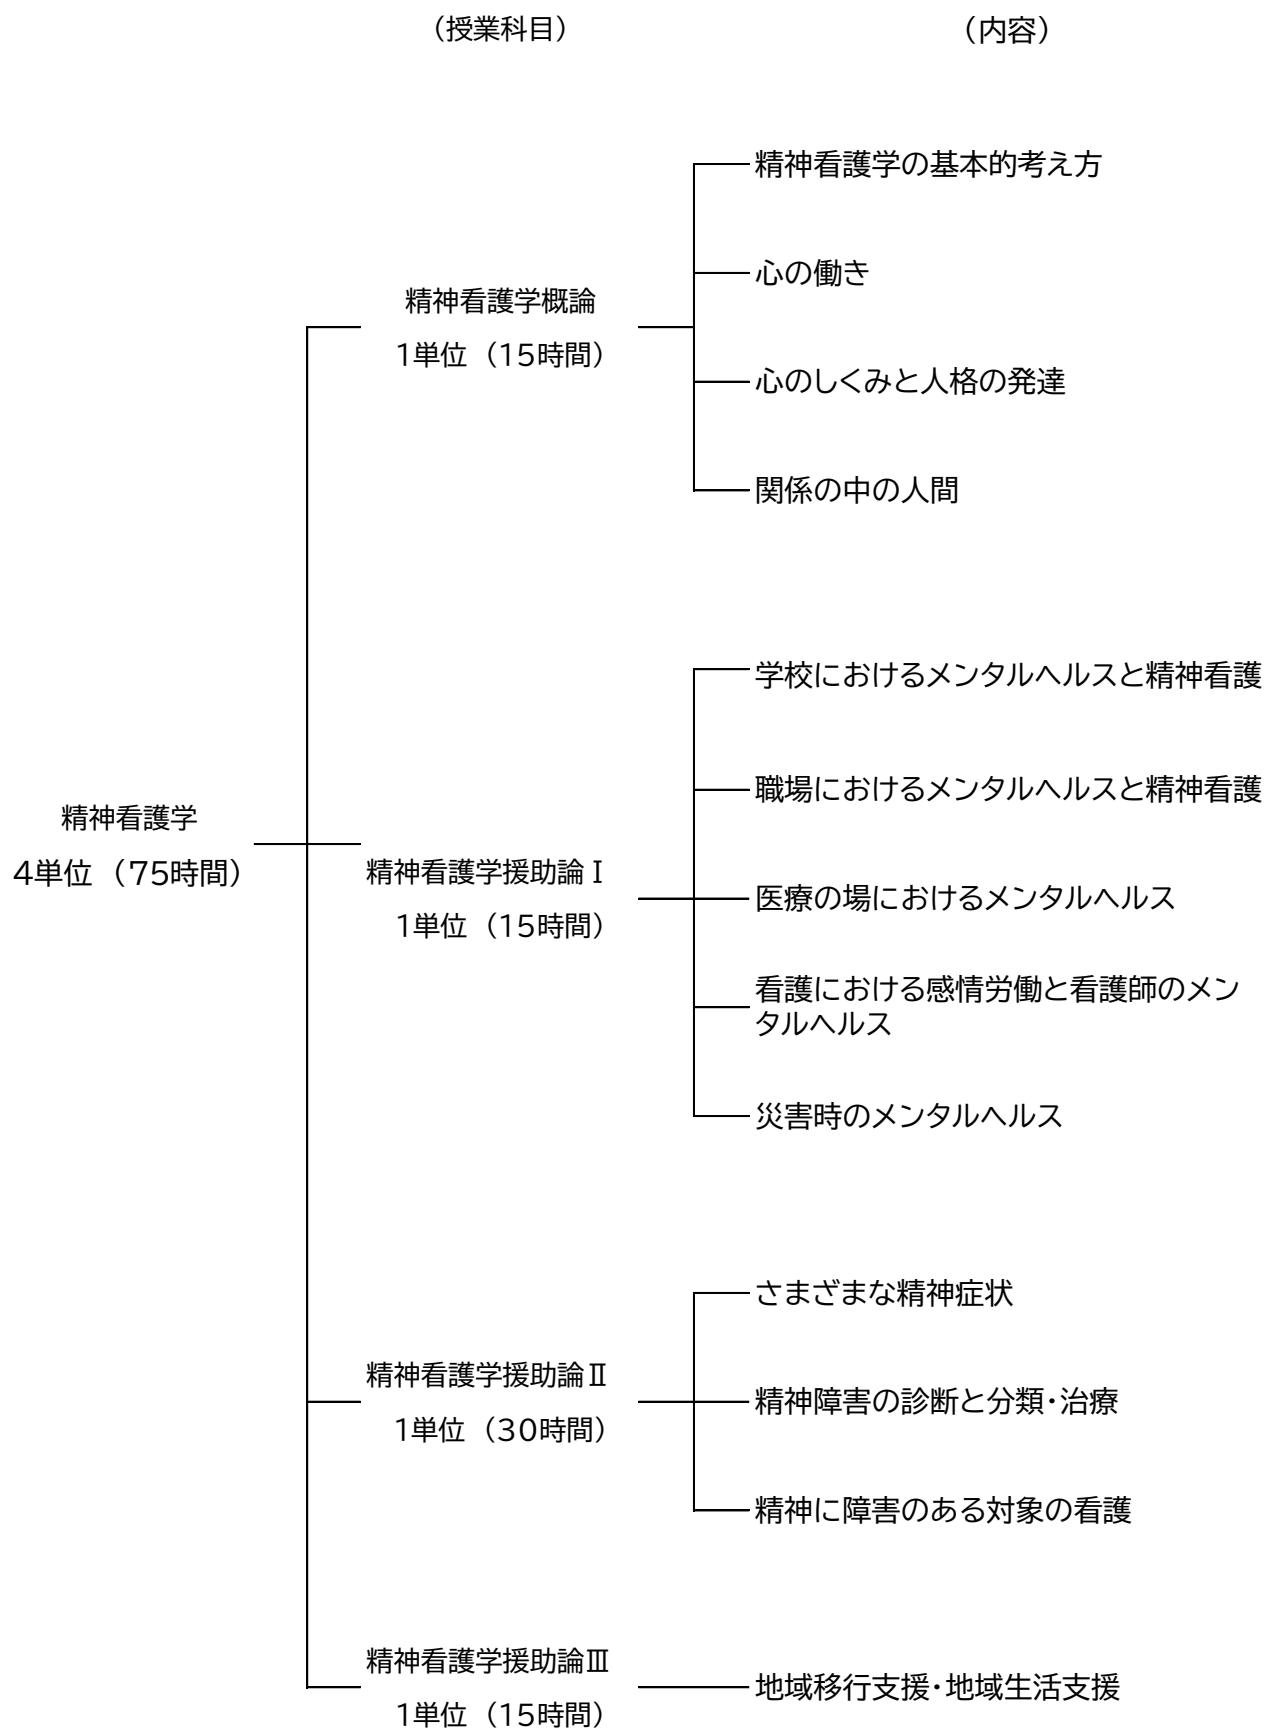 （授業科目）
（内容）
精神看護学
4単位（75時間）
精神看護学概論
1単位（15時間）
精神看護学の基本的考え方
心の働き
心のしくみと人格の発達
関係の中の人間
精神看護学援助論Ⅰ
1単位（15時間）
学校におけるメンタルヘルスと精神看護
職場におけるメンタルヘルスと精神看護
医療の場におけるメンタルヘルス
看護における感情労働と看護師のメン
タルヘルス
災害時のメンタルヘルス
精神看護学援助論Ⅱ
1単位（30時間）
さまざまな精神症状
精神障害の診断と分類・治療
精神に障害のある対象の看護
精神看護学援助論Ⅲ
1単位（15時間）
地域移行支援・地域生活支援